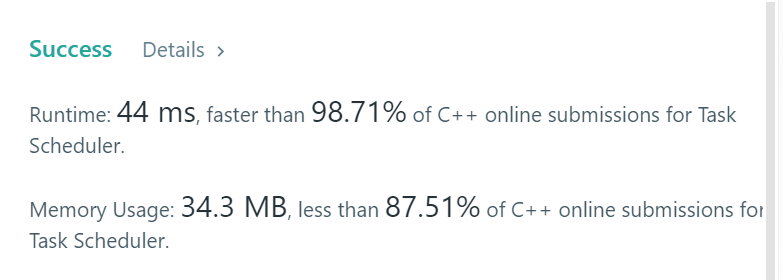 Success Details >
Runtime: 44 ms, faster than 98.71% of C++ online submissions for Task
Scheduler.
Memory Usage: 34.3 MB, less than 87.51% of C++ online submissions for
Task Scheduler.